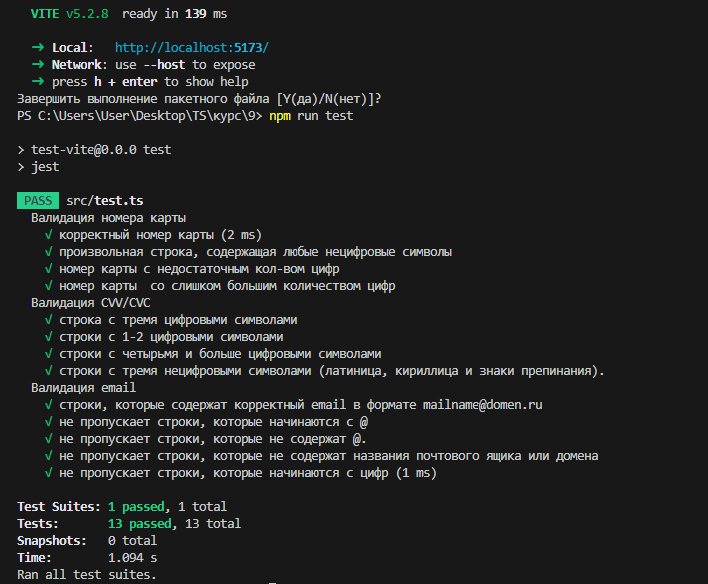 VITE v5.2.8 ready in 139 ms
➜ Local: http://localhost:5173/
➜ Network: use --host to expose
➜ press h + enter to show help
Завершить выполнение пакетного файла [Y(да)/N(нет)]?
PS C:\Users\User\Desktop\TS\курс\9> npm run test
> test-vite@0.0.0 test
> jest
PASS src/test.ts
Валидация номера карты
√ корректный номер карты (2 ms)
√ произвольная строка, содержащая любые нецифровые символы
√ номер карты с недостаточным кол-вом цифр
√ номер карты  со слишком большим количеством цифр
Валидация CVV/CVC
√ строка с тремя цифровыми символами
√ строки с 1-2 цифровыми символами
√ строки с четырьмя и больше цифровыми символами
√ строки с тремя нецифровыми символами (латиница, кириллица и знаки препинания).
Валидация email
√ строки, которые содержат корректный email в формате mailname@domen.ru
√ не пропускает строки, которые начинаются с @
√ не пропускает строки, которые не содержат @.
√ не пропускает строки, которые не содержат названия почтового ящика или домена
√ не пропускает строки, которые начинаются с цифр (1 ms)
Test Suites: 1 passed, 1 total
Tests: 13 passed, 13 total
Snapshots: 0 total
Time: 1.094 s
Ran all test suites.